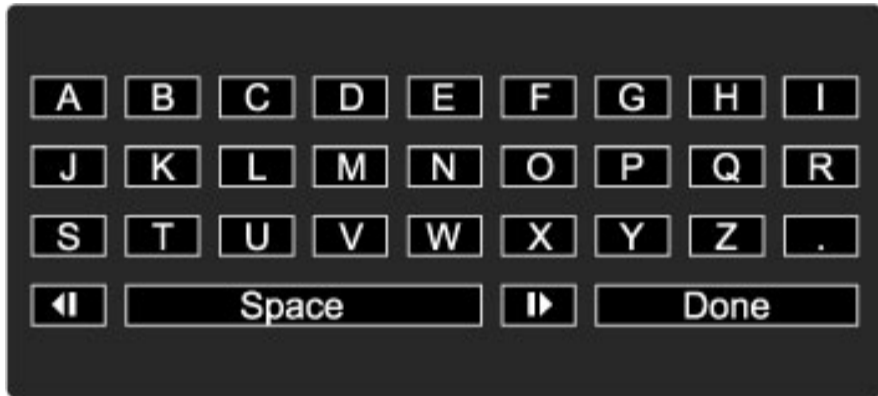 A B C D E F G H I
J K L M N O P Q R
S T U V W X Y Z .
Space Done